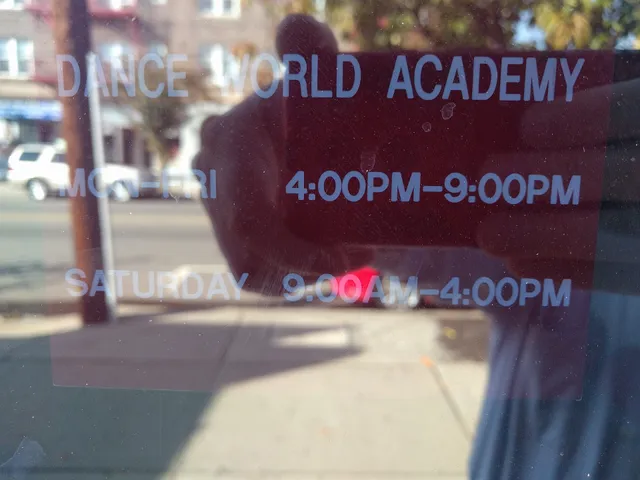 DANCE WORLD ACADEMY
MON-FRI 4:00PM-9:00PM
SATURDAY 9:00AM-4:00PM